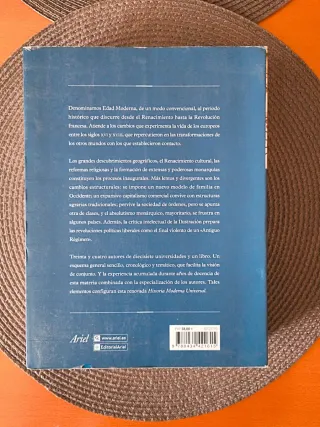 Denominamos Edad Moderna, de un modo convencional, al período
histórico que discurre desde el Renacimiento hasta la Revolución
francesa. Atiende a los cambios que experimenta la vida de los europeos
entre los siglos XVI y XVIII, que repercutieron en las transformaciones de
los otros mundos con los que establecieron contacto.
Los grandes descubrimientos geográficos, el Renacimiento cultural, las
reformas religiosas y la formación de extensas y poderosas monarquías
constituyen los procesos inaugurales. Más lentas y divergentes son los
cambios estructurales: se impone un nuevo modelo de familia en
Occidente; un expansivo capitalismo comercial convive con estructuras
agrarias tradicionales, pervive la sociedad de órdenes, pero se apunta
otra de clases, y el absolutismo monárquico, mayoritario, se frustra en
algunos países. Además, la crítica intelectual de la Ilustración prepara
las revoluciones políticas liberales como el final violento de un «Antiguo
Régimen».
Treinta y cuatro autores de diecisiete universidades y un libro. Un
esquema general sencillo, cronológico y temático, que facilita la visión
de conjunto. Y la experiencia acumulada durante años de docencia de
esta materia combinada con la especialización de los autores. Tales
elementos configuran esta renovada Historia Moderna Universal.
Ariel
www.ariel.es
EditorialAriel